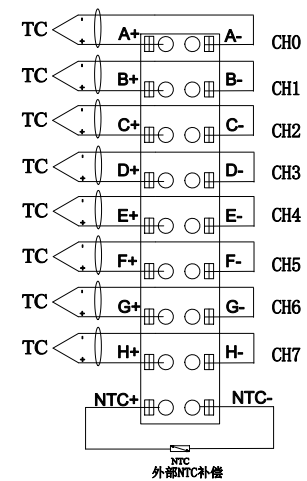 TC - + A+ A- CH0
TC - + B+ B- CH1
TC - + C+ C- CH2
TC - + D+ D- CH3
TC - + E+ E- CH4
TC - + F+ F- CH5
TC - + G+ G- CH6
TC - + H+ H- CH7
NTC+ NTC-
NTC
外部NTC补偿